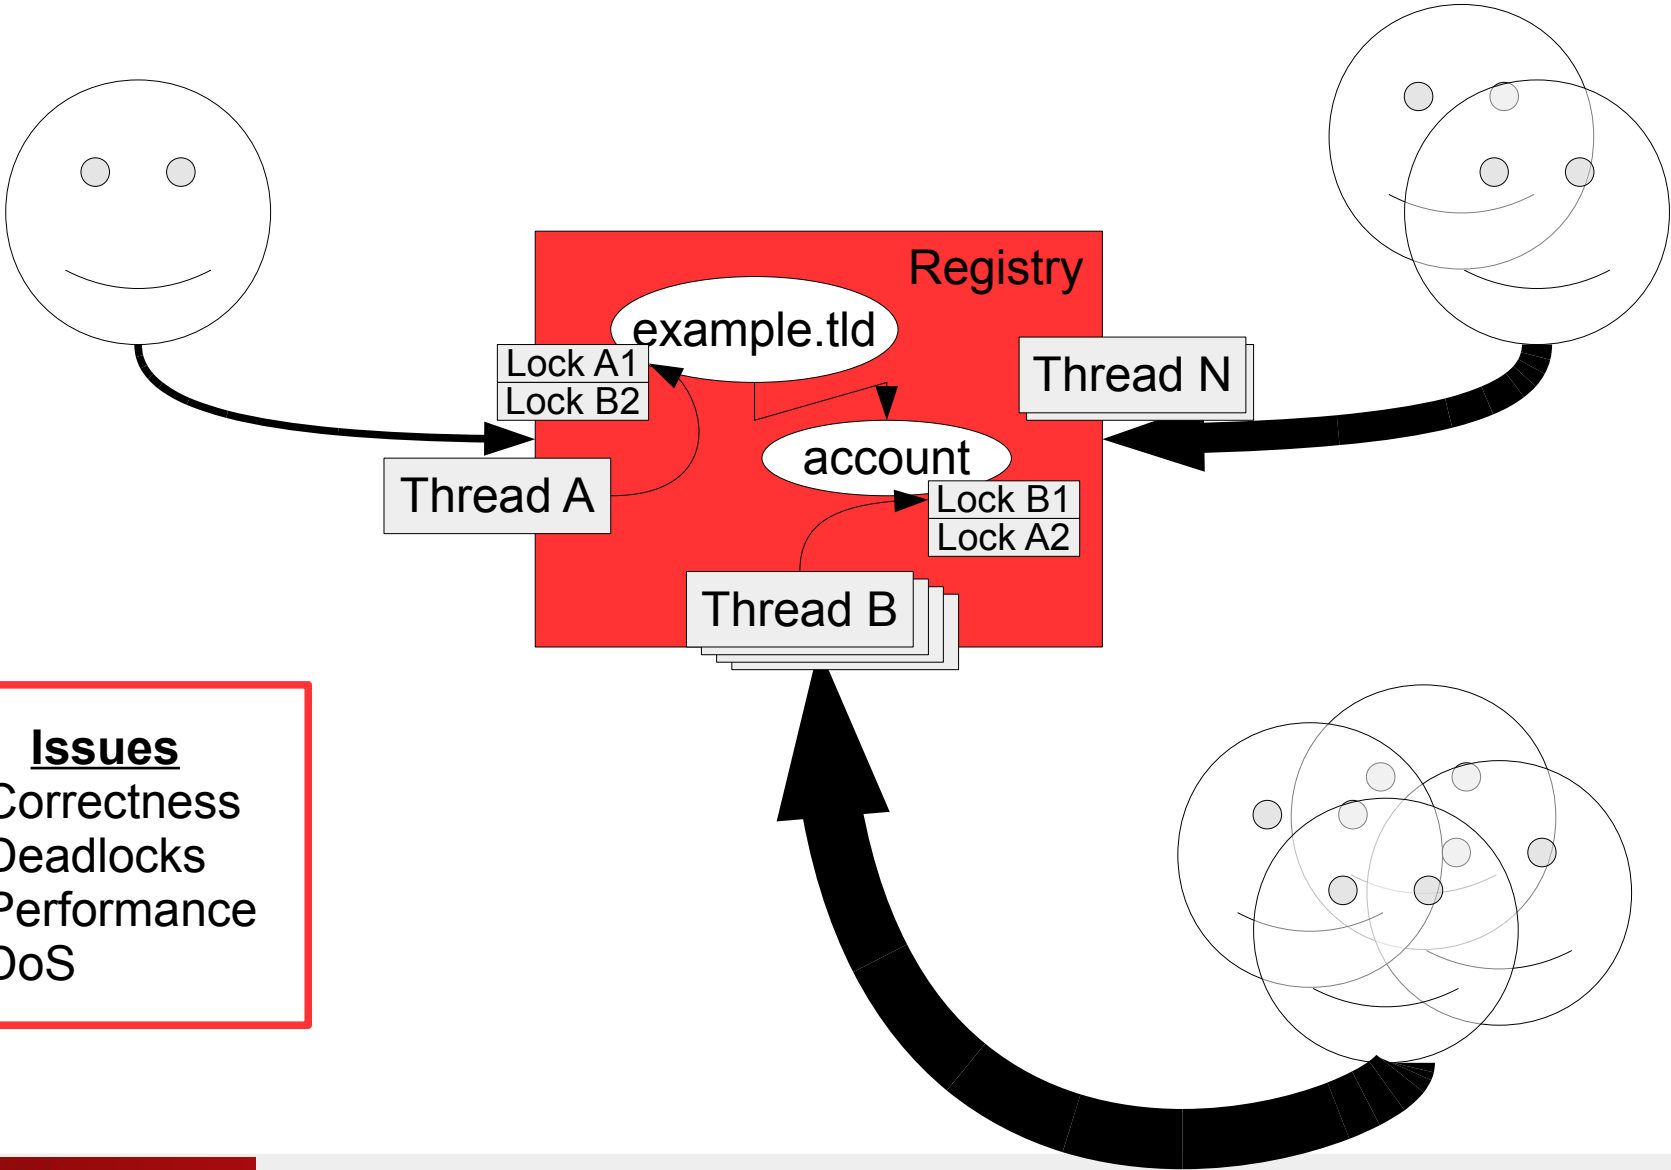 Registry
example.tld
Lock A1
Lock B2
Thread N
account
Thread A
Lock B1
Lock A2
Thread B
Issues
Correctness
Deadlocks
Performance
DoS